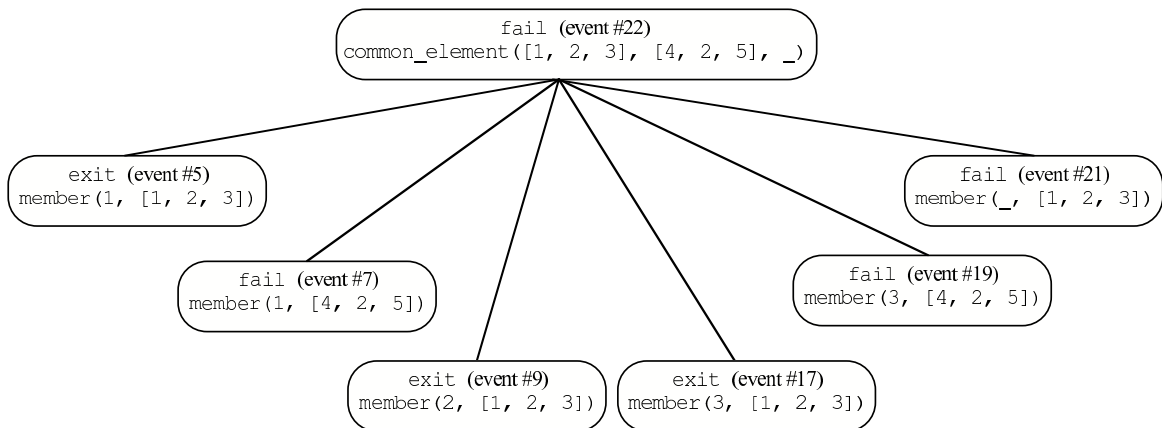 fail (event #22)
common_element([1, 2, 3], [4, 2, 5], _)
exit (event #5)
member(1, [1, 2, 3])
fail (event #21)
member(_, [1, 2, 3])
fail (event #7)
member(1, [4, 2, 5])
fail (event #19)
member(3, [4, 2, 5])
exit (event #9)
member(2, [1, 2, 3])
exit (event #17)
member(3, [1, 2, 3])